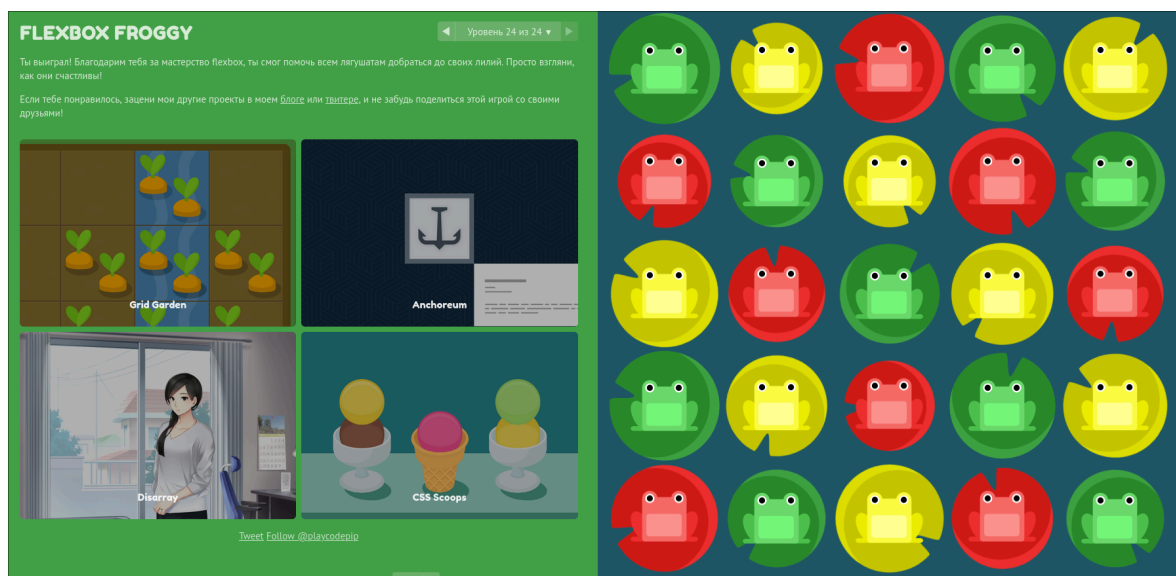 FLEXBOX FROGGY
Уровень 24 из 24 ▼
Ты выиграл! Благодарим тебя за мастерство flexbox, ты смог помочь всем лягушатам добраться до своих лилий. Просто взгляни,
как они счастливы!
Если тебе понравилось, зацени мои другие проекты в моем блоге или твитере, и не забудь поделиться этой игрой со своими
друзьями!
Grid Garden
Anchoreum
Disarray
CSS Scoops
Tweet Follow @playcodepip